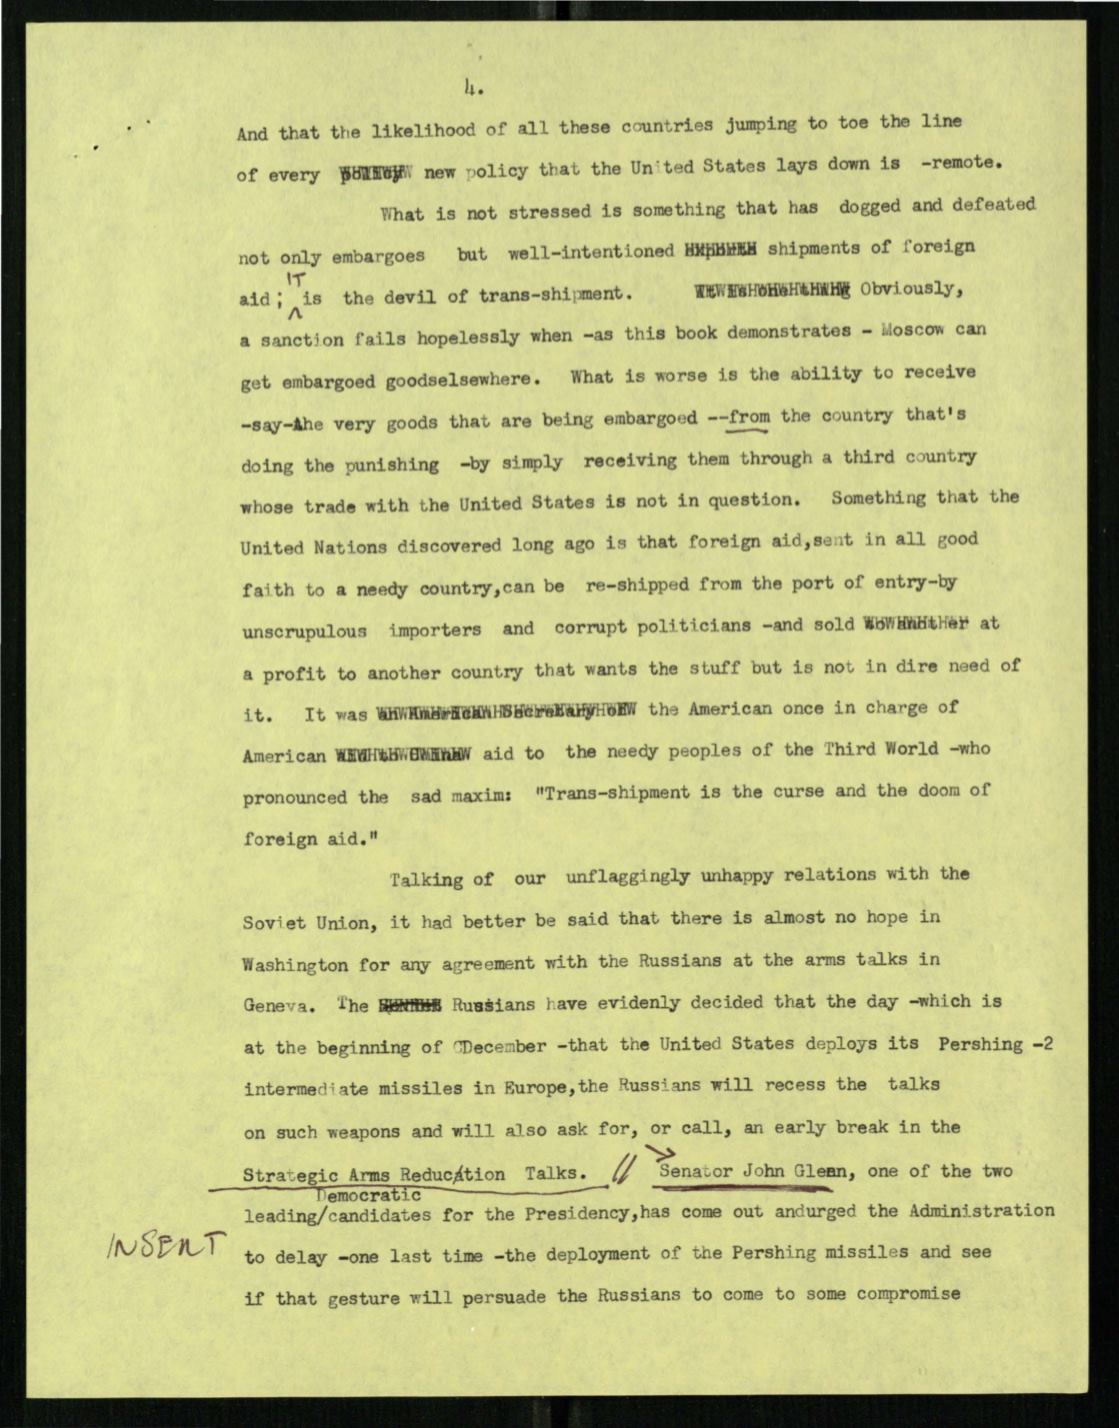 4.
And that the likelihood of all these countries jumping to toe the line
of every new policy that the United States lays down is -remote.
What is not stressed is something that has dogged and defeated
not only embargoes but well-intentioned shipments of foreign
IT
aid; is the devil of trans-shipment. Obviously,
a sanction fails hopelessly when -as this book demonstrates - Moscow can
get embargoed goodselsewhere. What is worse is the ability to receive
-say-the very goods that are being embargoed --from the country that's
doing the punishing -by simply receiving them through a third country
whose trade with the United States is not in question. Something that the
United Nations discovered long ago is that foreign aid,sent in all good
faith to a needy country,can be re-shipped from the port of entry-by
unscrupulous importers and corrupt politicians -and sold at
a profit to another country that wants the stuff but is not in dire need of
it. It was the American once in charge of
American aid to the needy peoples of the Third World -who
pronounced the sad maxim: "Trans-shipment is the curse and the doom of
foreign aid."
Talking of our unflaggingly unhappy relations with the
Soviet Union, it had better be said that there is almost no hope in
Washington for any agreement with the Russians at the arms talks in
Geneva. The Russians have evidenly decided that the day -which is
at the beginning of December -that the United States deploys its Pershing -2
intermediate missiles in Europe,the Russians will recess the talks
on such weapons and will also ask for, or call, an early break in the
Strategic Arms Reduction Talks. // Senator John Glenn, one of the two
Democratic
leading/candidates for the Presidency,has come out andurged the Administration
INSERT
to delay -one last time -the deployment of the Pershing missiles and see
if that gesture will persuade the Russians to come to some compromise